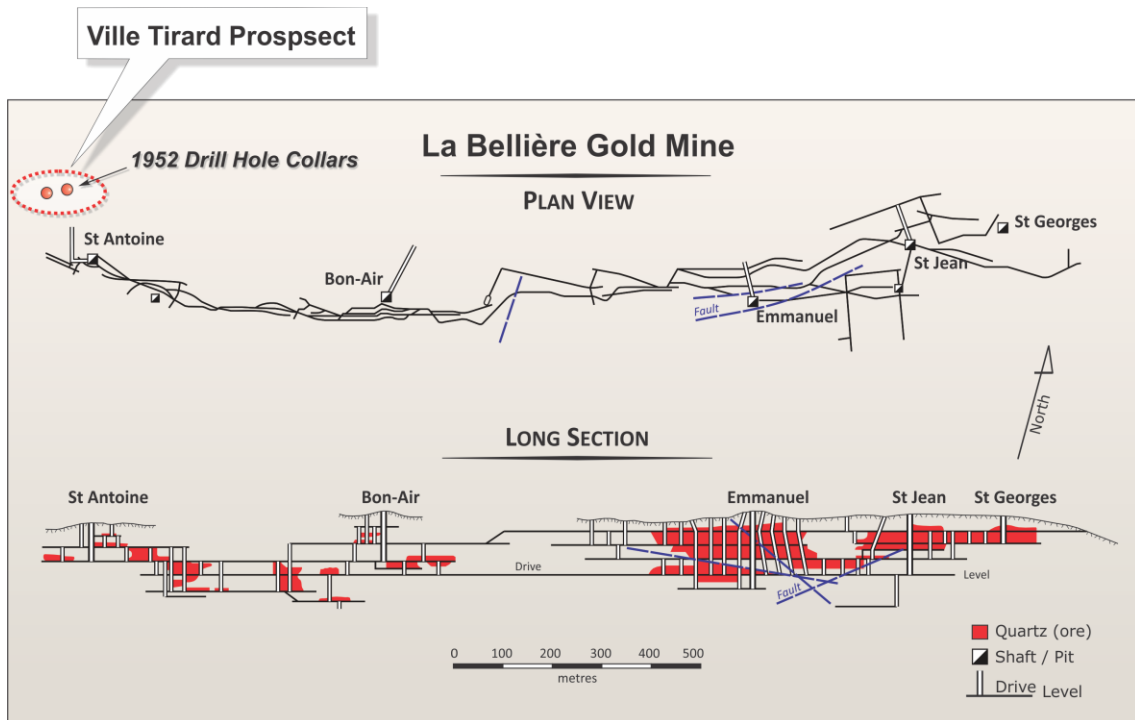 Ville Tirard Prospsect
La Bellière Gold Mine
1952 Drill Hole Collars
PLAN VIEW
St Antoine
Bon-Air
Fault
Emmanuel
St Jean
St Georges
North
LONG SECTION
St Antoine
Bon-Air
Emmanuel
St Jean
St Georges
Drive
Level
Fault
0 100 200 300 400 500
metres
Quartz (ore)
Shaft / Pit
Drive Level